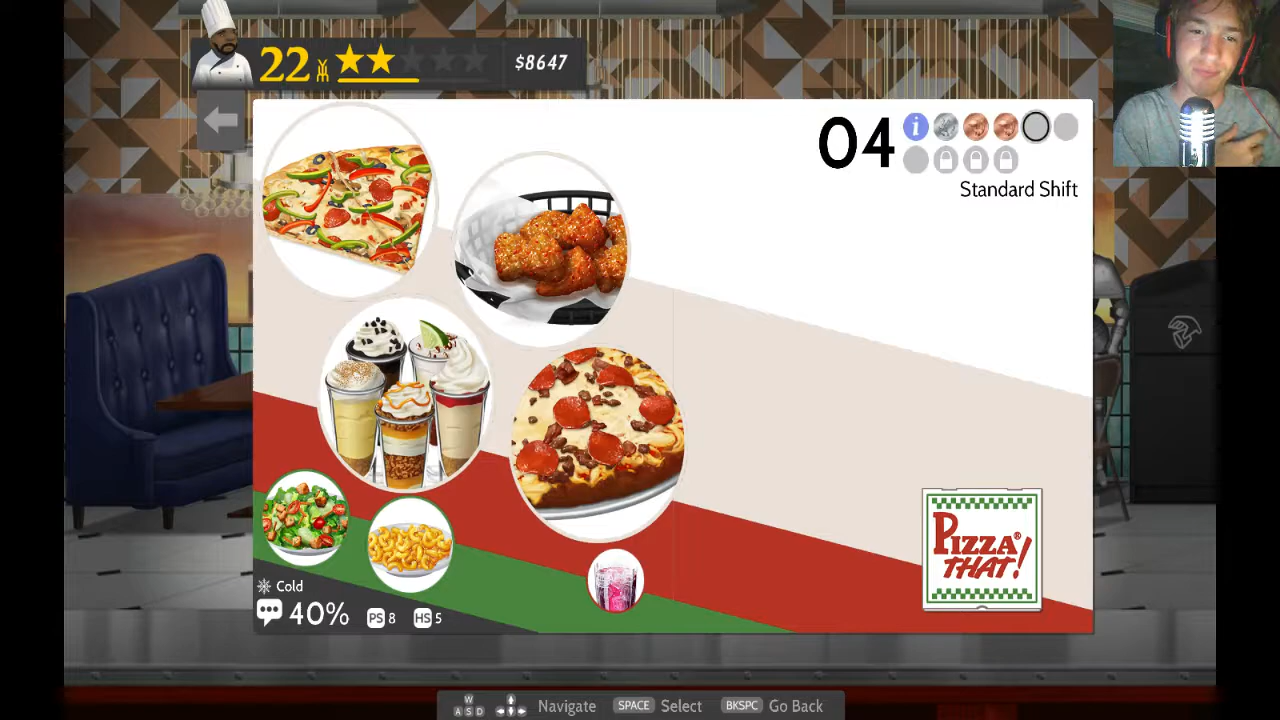 22
$8647
04
i
Standard Shift
PIZZA®
THAT!
Cold
40% PS 8 HS 5
W
A S D
Navigate SPACE Select BKSPC Go Back